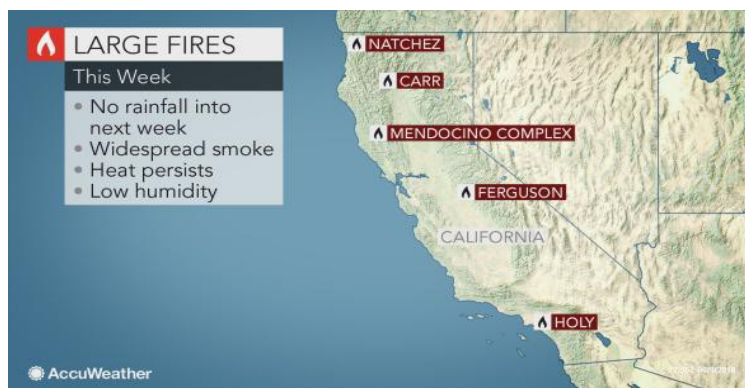 LARGE FIRES
This Week
• No rainfall into
next week
• Widespread smoke
• Heat persists
• Low humidity
NATCHEZ
CARR
MENDOCINO COMPLEX
FERGUSON
CALIFORNIA
HOLY
AccuWeather